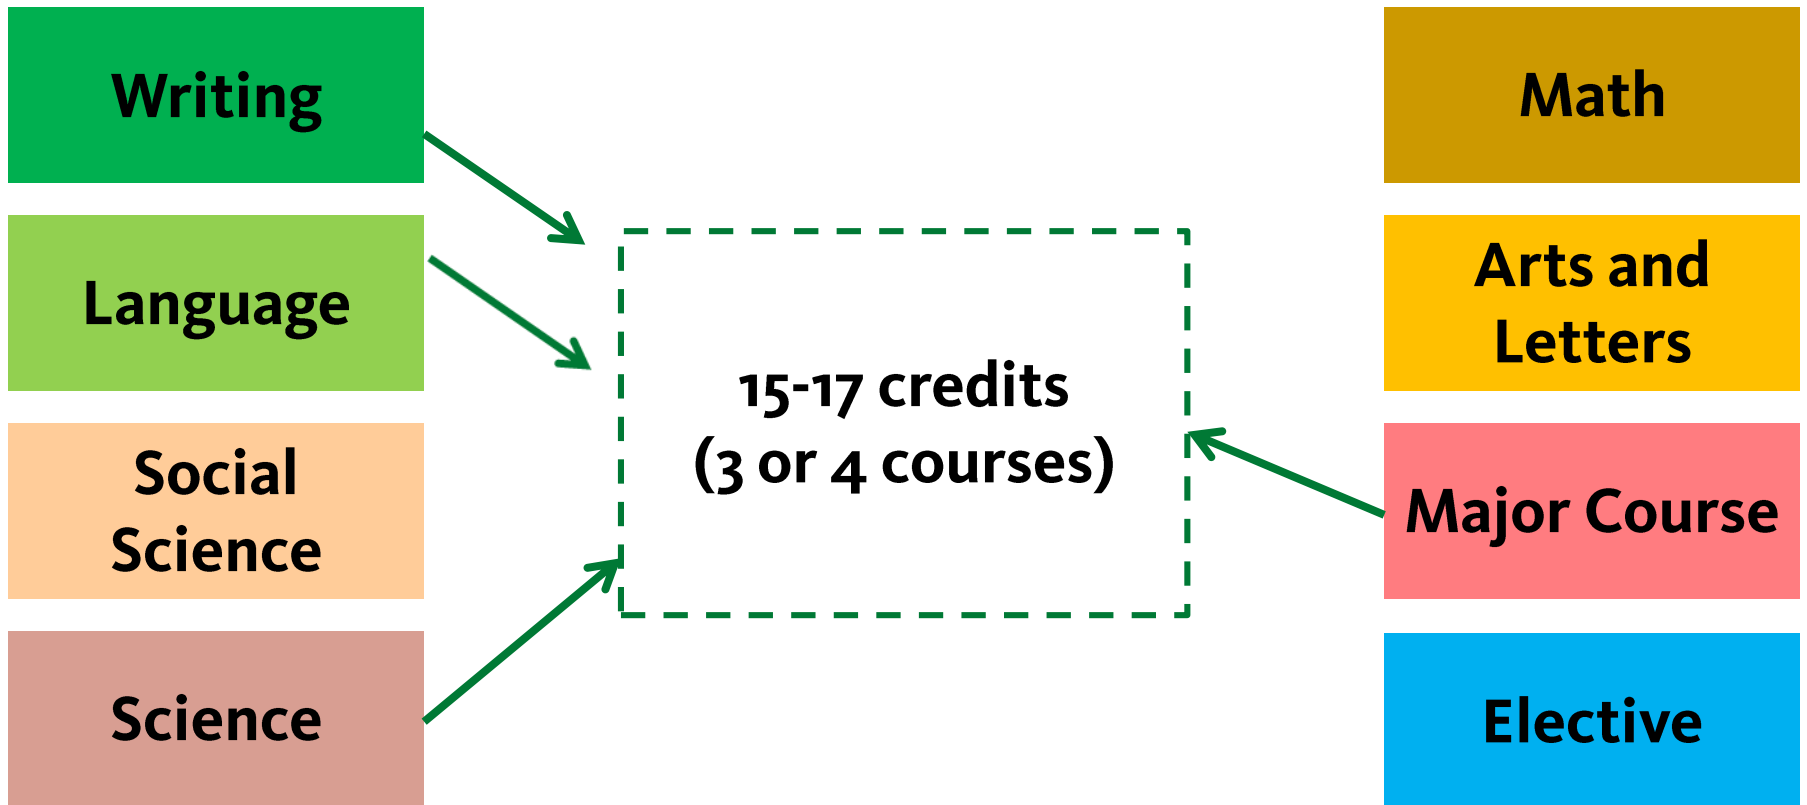 Writing
Language
Social
Science
Science
15-17 credits
(3 or 4 courses)
Math
Arts and
Letters
Major Course
Elective